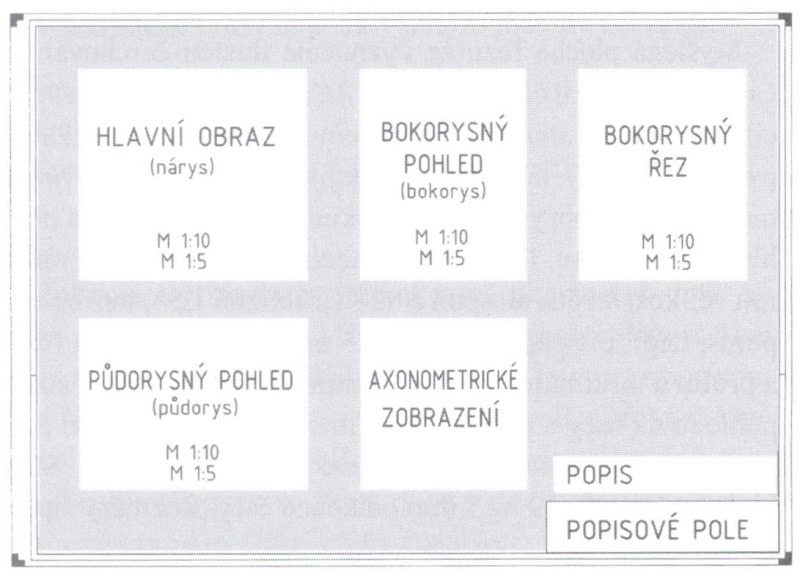 HLAVNÍ OBRAZ
(nárys)
M 1:10
M 1:5
BOKORYSNÝ
POHLED
(bokorys)
M 1:10
M 1:5
BOKORYSNÝ
ŘEZ
M 1:10
M 1:5
PŮDORYSNÝ POHLED
(půdorys)
M 1:10
M 1:5
AXONOMETRICKÉ
ZOBRAZENÍ
POPIS
POPISOVÉ POLE